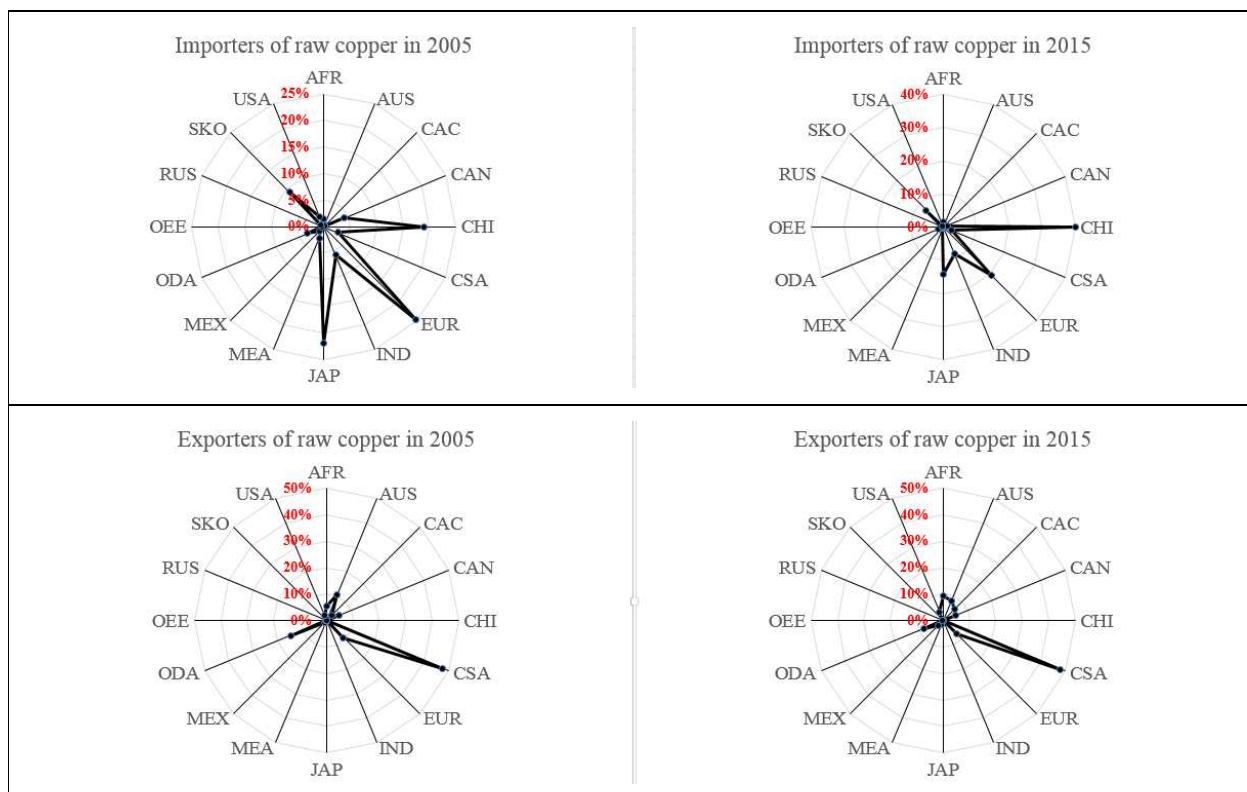 Importers of raw copper in 2005
AFR
AUS
CAC
CAN
CHI
CSA
EUR
IND
JAP
MEA
MEX
ODA
OEE
RUS
SKO
USA
25%
20%
15%
10%
5%
0%
Importers of raw copper in 2015
AFR
AUS
CAC
CAN
CHI
CSA
EUR
IND
JAP
MEA
MEX
ODA
OEE
RUS
SKO
USA
40%
30%
20%
10%
0%
Exporters of raw copper in 2005
AFR
AUS
CAC
CAN
CHI
CSA
EUR
IND
JAP
MEA
MEX
ODA
OEE
RUS
SKO
USA
50%
40%
30%
20%
10%
0%
Exporters of raw copper in 2015
AFR
AUS
CAC
CAN
CHI
CSA
EUR
IND
JAP
MEA
MEX
ODA
OEE
RUS
SKO
USA
50%
40%
30%
20%
10%
0%